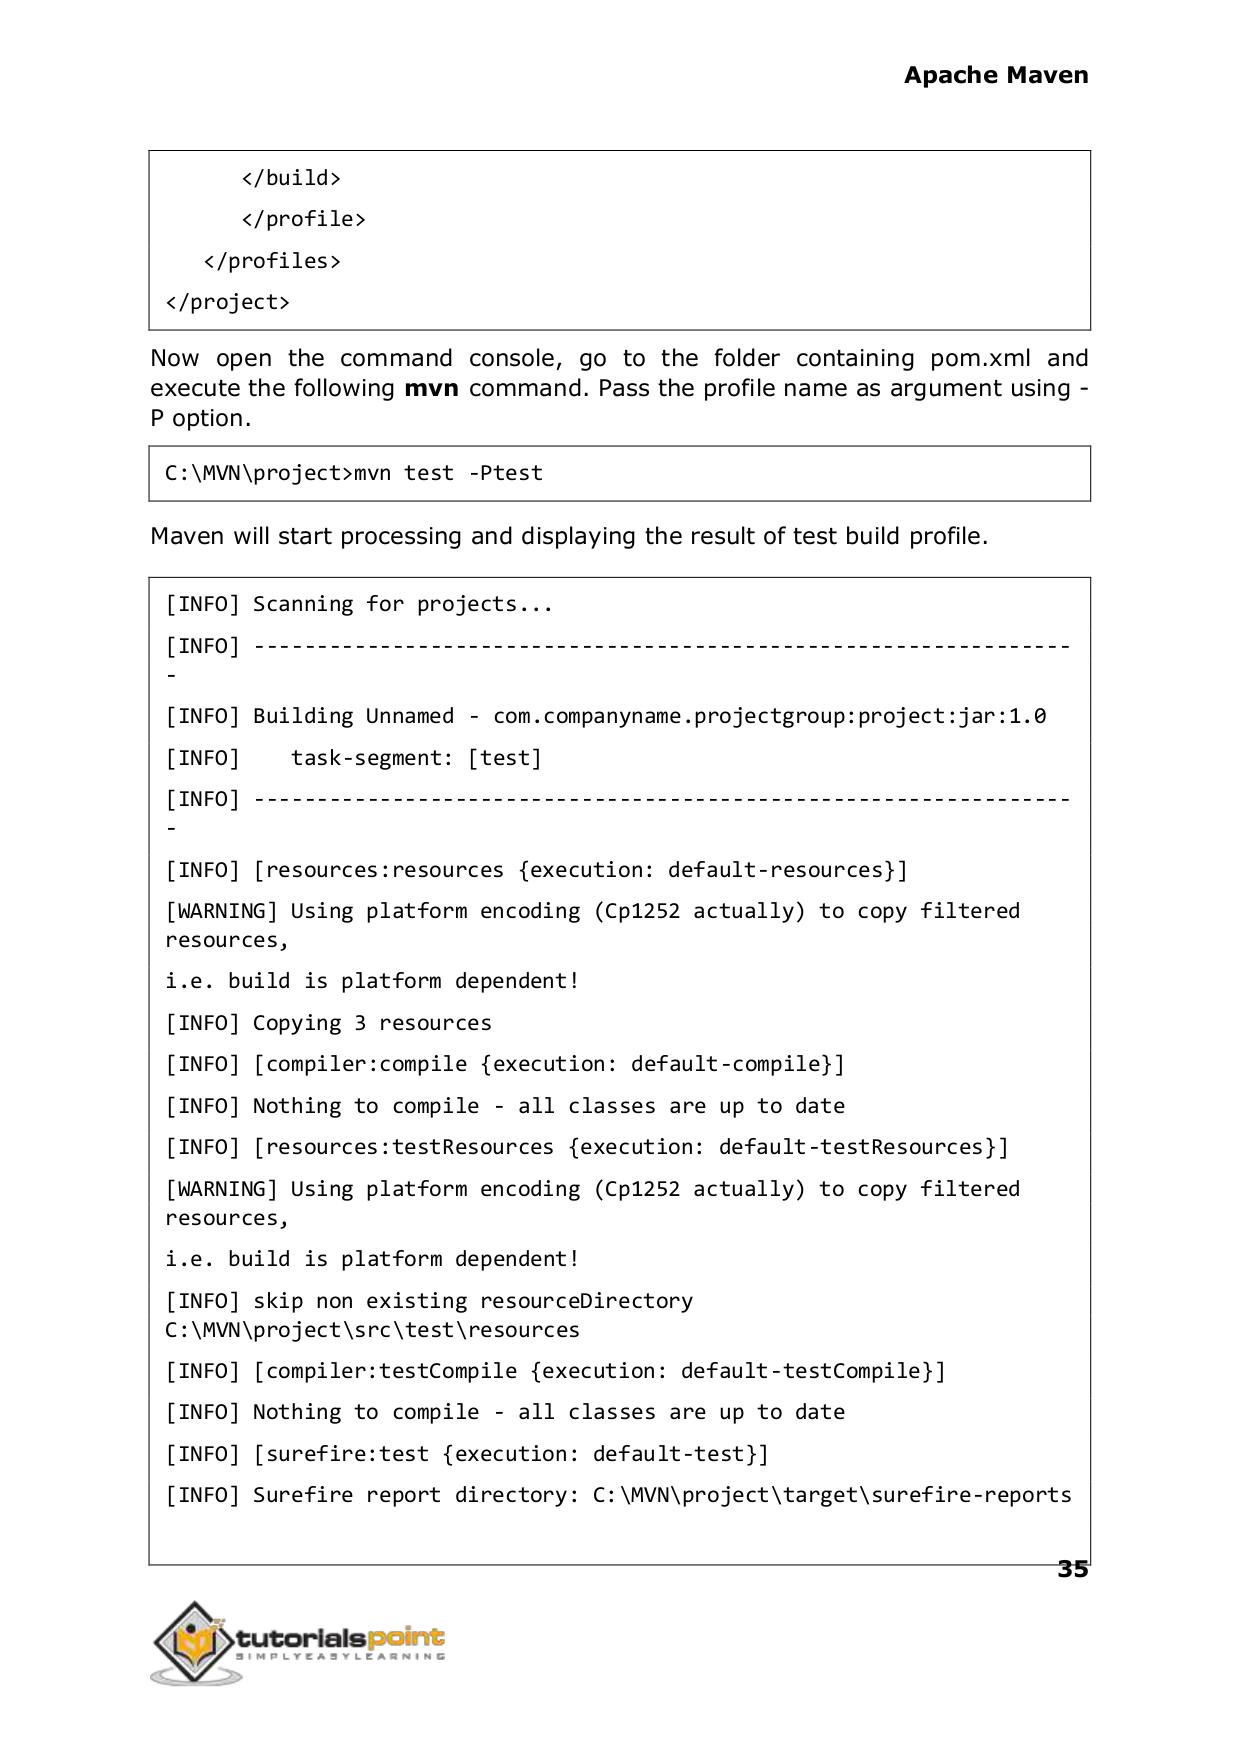 Apache Maven
</build>
</profile>
</profiles>
</project>
Now open the command console, go to the folder containing pom.xml and
execute the following mvn command. Pass the profile name as argument using -
P option.
C:\MVN\project>mvn test -Ptest
Maven will start processing and displaying the result of test build profile.
[INFO] Scanning for projects...
[INFO] -----------------------------------------------------------------
-
[INFO] Building Unnamed - com.companyname.projectgroup:project:jar:1.0
[INFO]    task-segment: [test]
[INFO] -----------------------------------------------------------------
-
[INFO] [resources:resources {execution: default-resources}]
[WARNING] Using platform encoding (Cp1252 actually) to copy filtered
resources,
i.e. build is platform dependent!
[INFO] Copying 3 resources
[INFO] [compiler:compile {execution: default-compile}]
[INFO] Nothing to compile - all classes are up to date
[INFO] [resources:testResources {execution: default-testResources}]
[WARNING] Using platform encoding (Cp1252 actually) to copy filtered
resources,
i.e. build is platform dependent!
[INFO] skip non existing resourceDirectory
C:\MVN\project\src\test\resources
[INFO] [compiler:testCompile {execution: default-testCompile}]
[INFO] Nothing to compile - all classes are up to date
[INFO] [surefire:test {execution: default-test}]
[INFO] Surefire report directory: C:\MVN\project\target\surefire-reports
35
tutorialspoint
SIMPLYEASYLEARNING